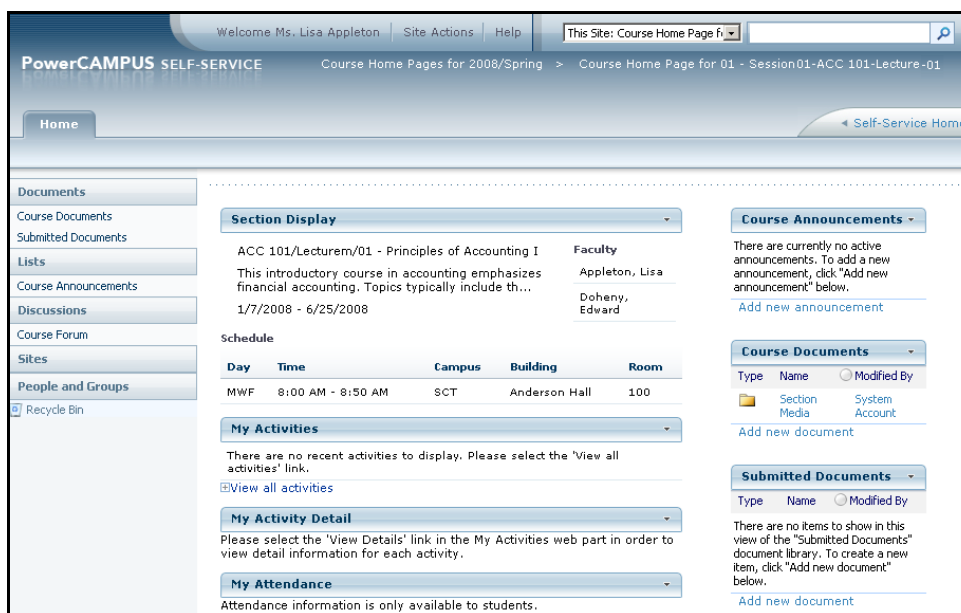 Welcome Ms. Lisa Appleton | Site Actions | Help
This Site: Course Home Page f
PowerCAMPUS SELF-SERVICE
Course Home Pages for 2008/Spring > Course Home Page for 01 - Session01-ACC 101-Lecture-01
Home
Self-Service Home
Documents
Course Documents
Submitted Documents
Lists
Course Announcements
Discussions
Course Forum
Sites
People and Groups
Recycle Bin
Section Display
ACC 101/Lecturem/01 - Principles of Accounting I
This introductory course in accounting emphasizes
financial accounting. Topics typically include th...
1/7/2008 - 6/25/2008
Faculty
Appleton, Lisa
Doheny,
Edward
Schedule
Day Time Campus Building Room
MWF 8:00 AM - 8:50 AM SCT Anderson Hall 100
My Activities
There are no recent activities to display. Please select the 'View all
activities' link.
View all activities
My Activity Detail
Please select the 'View Details' link in the My Activities web part in order to
view detail information for each activity.
My Attendance
Attendance information is only available to students.
Course Announcements
There are currently no active
announcements. To add a new
announcement, click "Add new
announcement" below.
Add new announcement
Course Documents
Type Name Modified By
Section
Media
System
Account
Add new document
Submitted Documents
Type Name Modified By
There are no items to show in this
view of the "Submitted Documents"
document library. To create a new
item, click "Add new document"
below.
Add new document